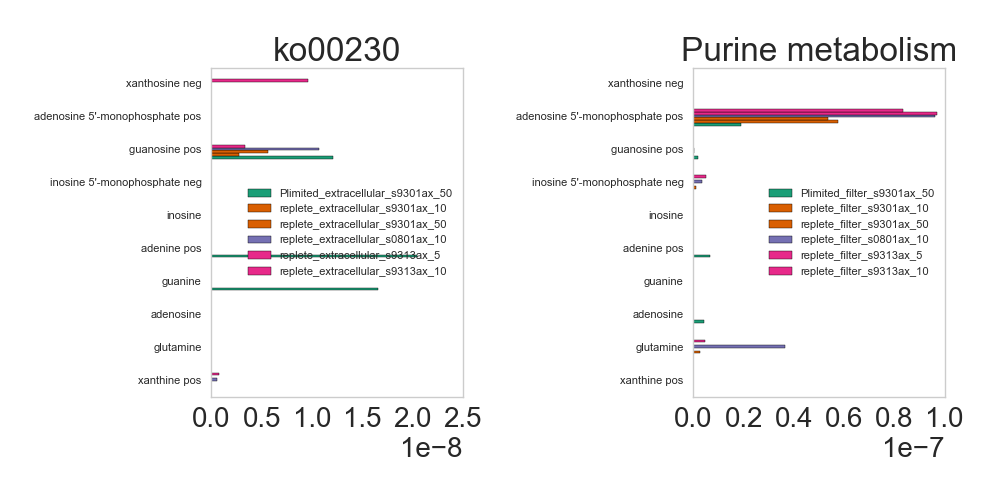 ko00230
xanthosine neg
adenosine 5'-monophosphate pos
guanosine pos
inosine 5'-monophosphate neg
inosine
adenine pos
guanine
adenosine
glutamine
xanthine pos
Plimited_extracellular_s9301ax_50
replete_extracellular_s9301ax_10
replete_extracellular_s9301ax_50
replete_extracellular_s0801ax_10
replete_extracellular_s9313ax_5
replete_extracellular_s9313ax_10
0.0 0.5 1.0 1.5 2.0 2.5
1e−8
Purine metabolism
xanthosine neg
adenosine 5'-monophosphate pos
guanosine pos
inosine 5'-monophosphate neg
inosine
adenine pos
guanine
adenosine
glutamine
xanthine pos
Plimited_filter_s9301ax_50
replete_filter_s9301ax_10
replete_filter_s9301ax_50
replete_filter_s0801ax_10
replete_filter_s9313ax_5
replete_filter_s9313ax_10
0.0 0.2 0.4 0.6 0.8 1.0
1e−7